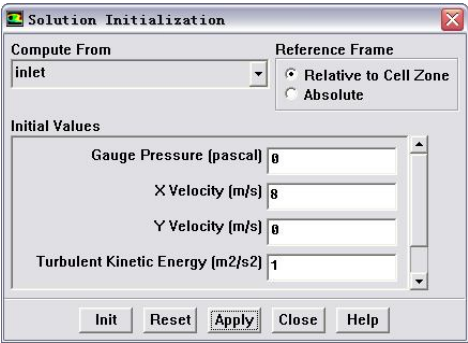 Solution Initialization
Compute From
inlet
Reference Frame
Relative to Cell Zone
Absolute
Initial Values
Gauge Pressure (pascal) 0
X Velocity (m/s) 8
Y Velocity (m/s) 0
Turbulent Kinetic Energy (m2/s2) 1
Init Reset Apply Close Help